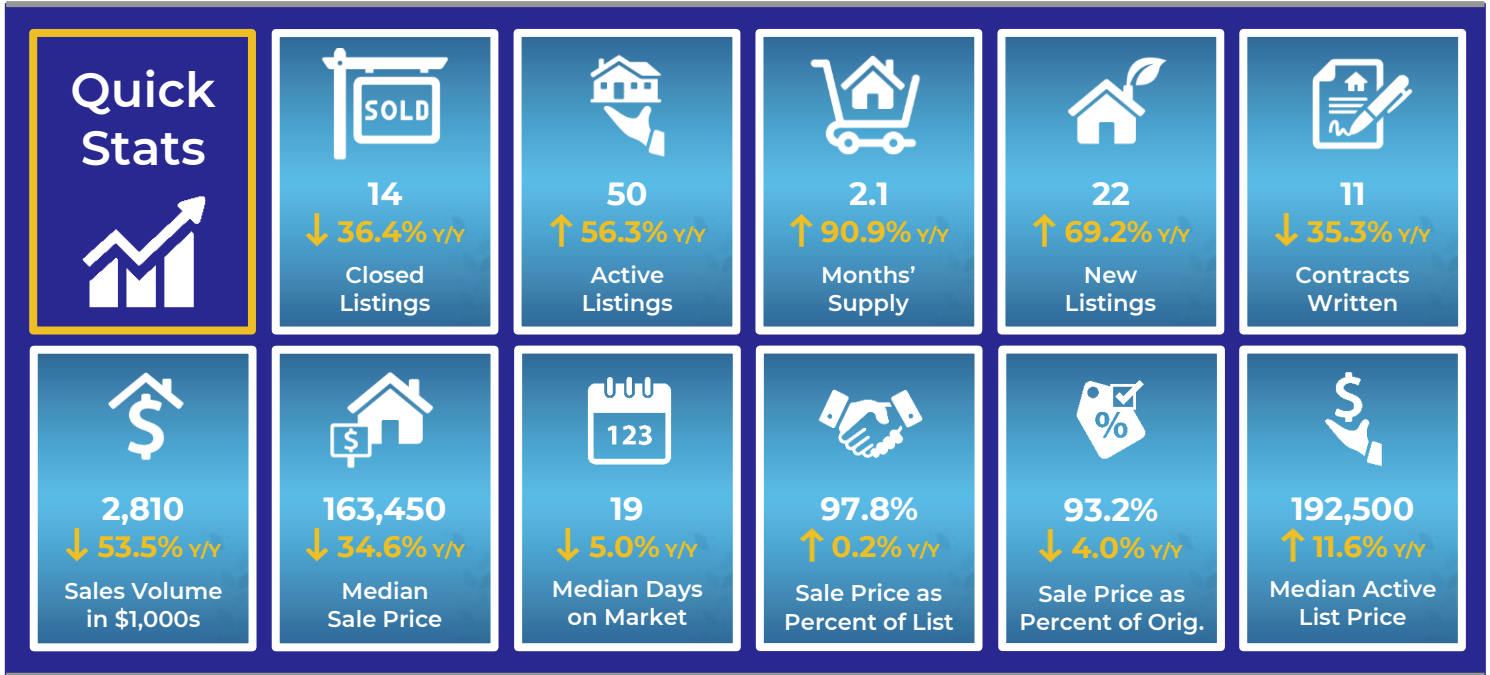 Quick
Stats
SOLD
14
↓ 36.4% Y/Y
Closed
Listings
50
↑ 56.3% Y/Y
Active
Listings
2.1
↑ 90.9% Y/Y
Months’
Supply
22
↑ 69.2% Y/Y
New
Listings
11
↓ 35.3% Y/Y
Contracts
Written
$
2,810
↓ 53.5% Y/Y
Sales Volume
in $1,000s
$
163,450
↓ 34.6% Y/Y
Median
Sale Price
123
19
↓ 5.0% Y/Y
Median Days
on Market
97.8%
↑ 0.2% Y/Y
Sale Price as
Percent of List
%
93.2%
↓ 4.0% Y/Y
Sale Price as
Percent of Orig.
$
192,500
↑ 11.6% Y/Y
Median Active
List Price